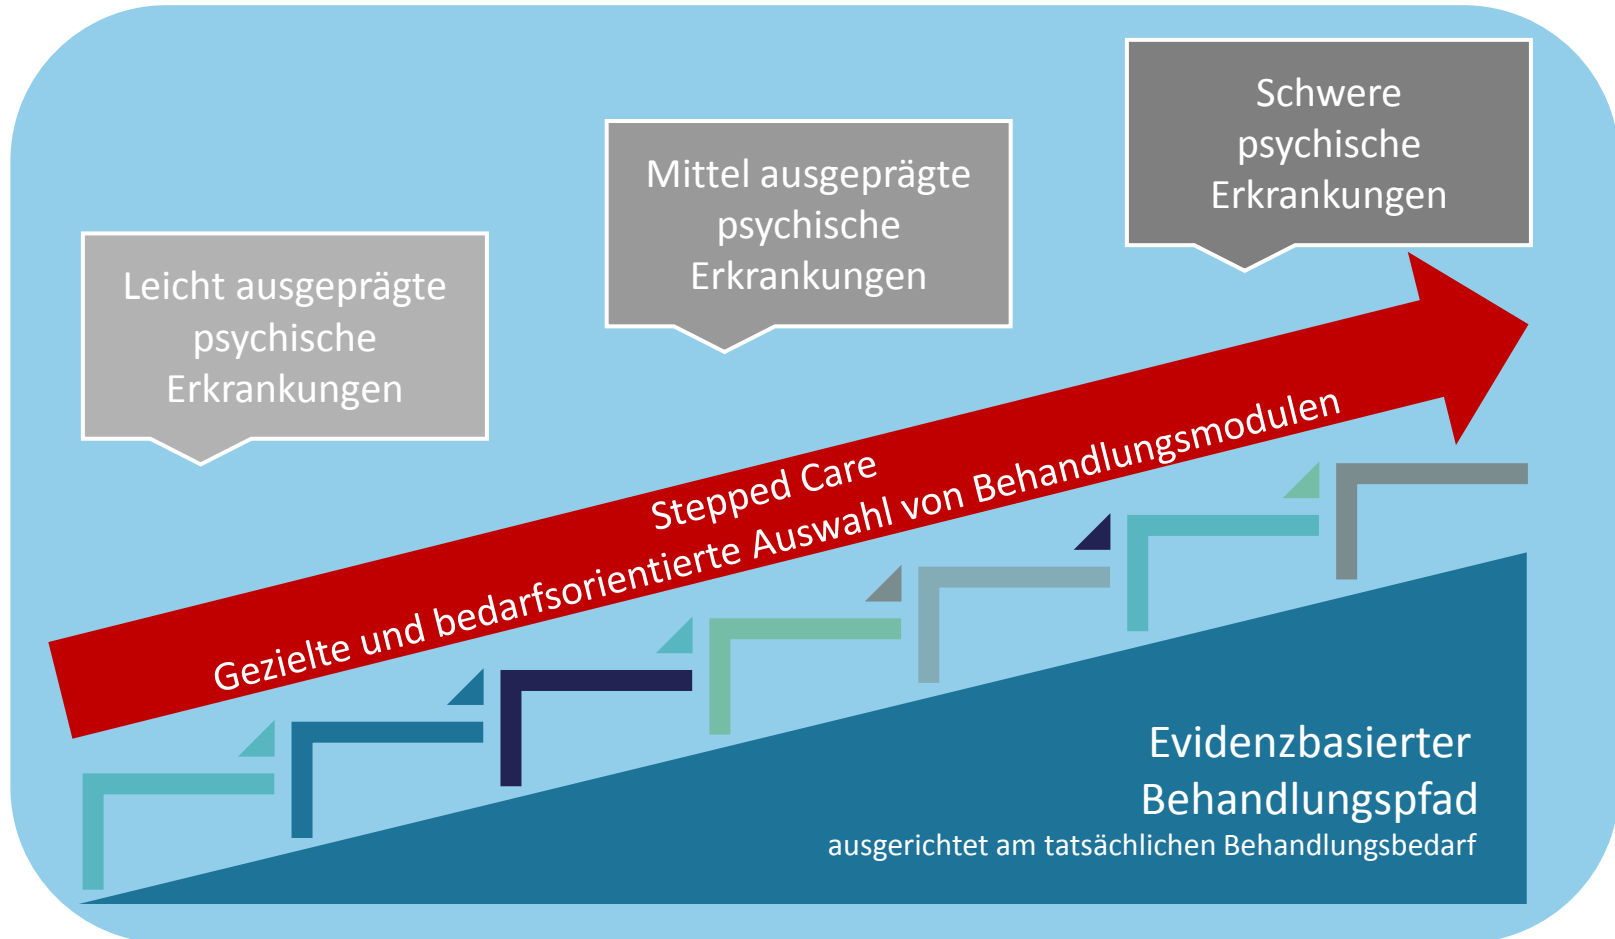 Schwere
psychische
Erkrankungen
Mittel ausgeprägte
psychische
Erkrankungen
Leicht ausgeprägte
psychische
Erkrankungen
Stepped Care
Gezielte und bedarfsorientierte Auswahl von Behandlungsmodulen
Evidenzbasierter
Behandlungspfad
ausgerichtet am tatsächlichen Behandlungsbedarf